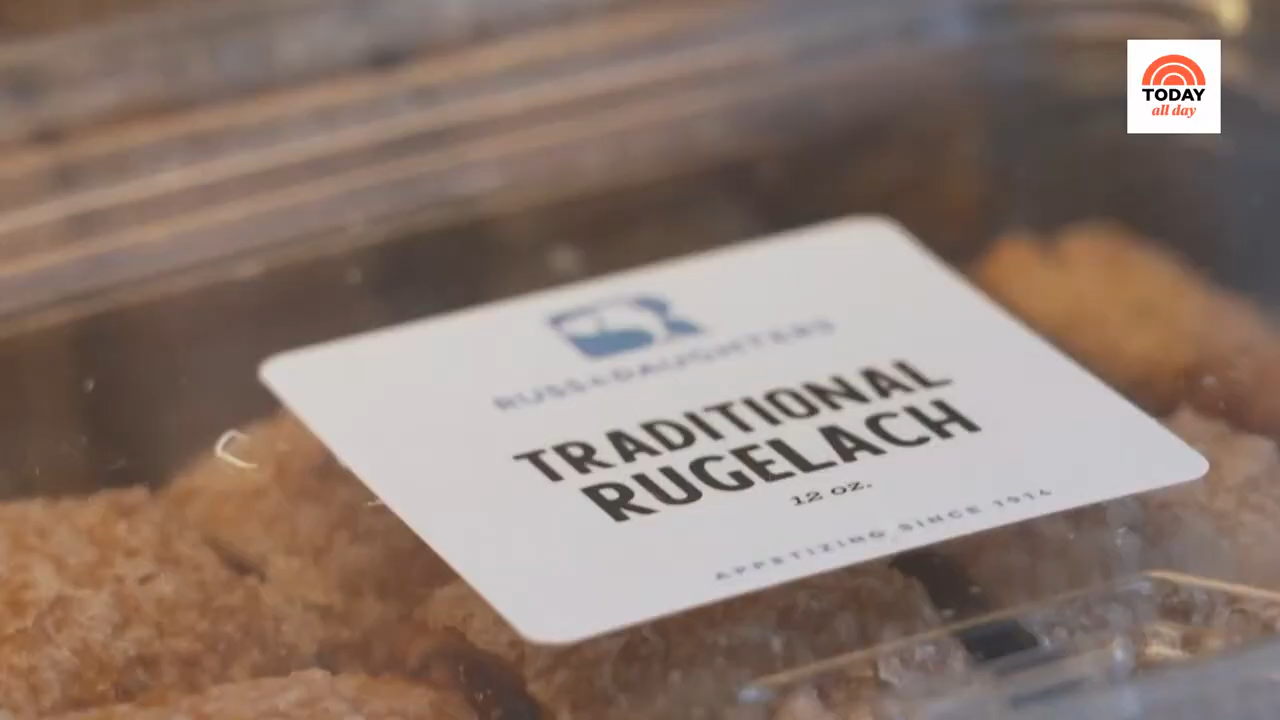 TODAY
all day
RUSS & DAUGHTERS
TRADITIONAL
RUGELACH
12 OZ.
APPETIZING SINCE 1914